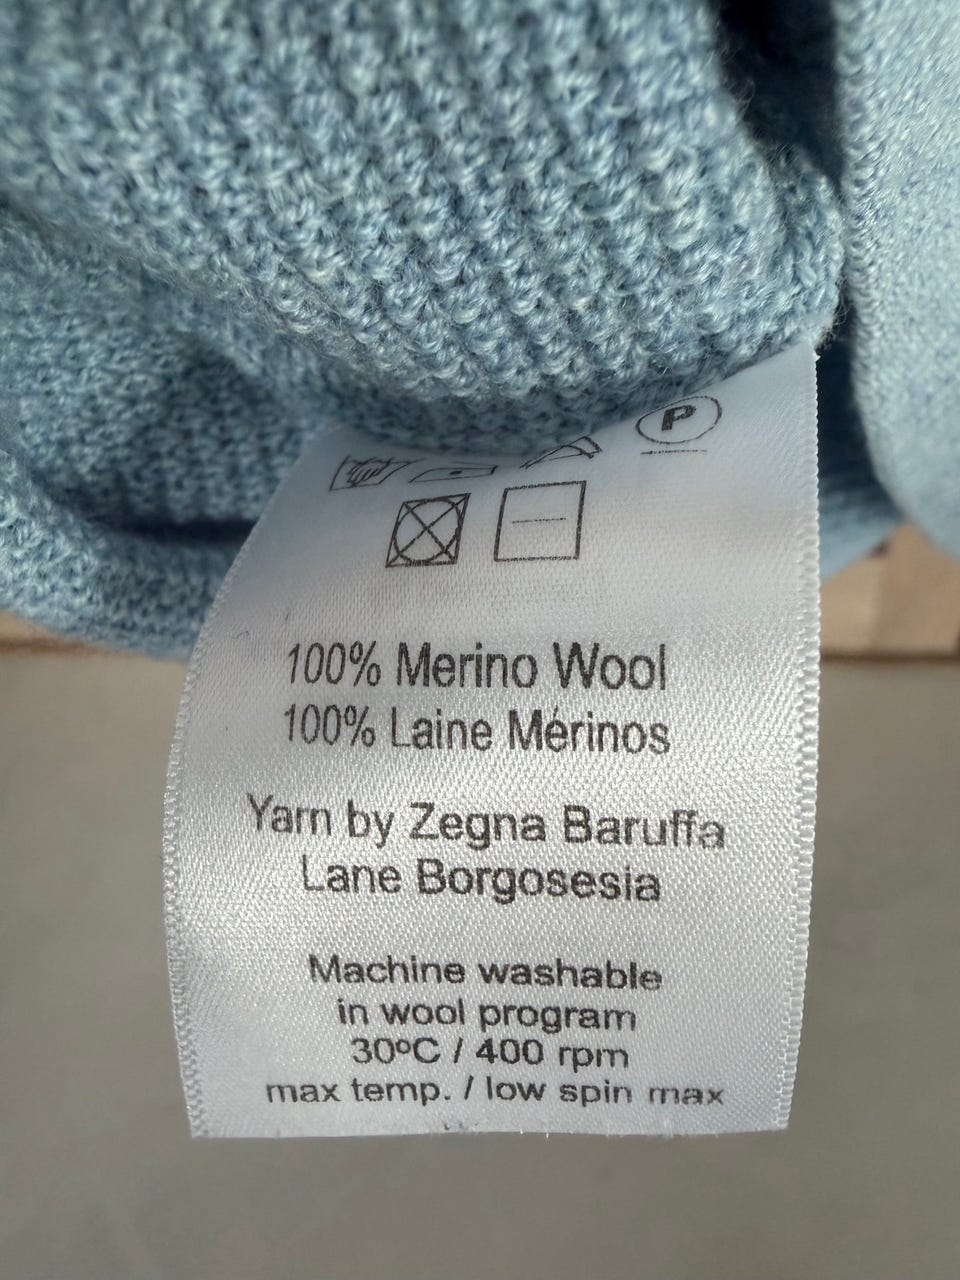 P
100% Merino Wool
100% Laine Mérinos
Yarn by Zegna Baruffa
Lane Borgosesia
Machine washable
in wool program
30ºC / 400 rpm
max temp. / low spin max